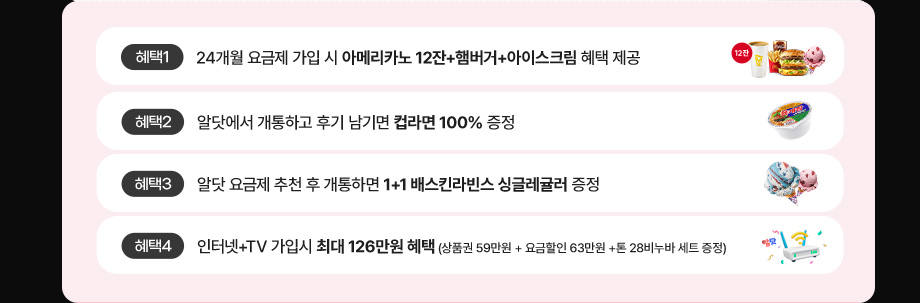 혜택1 24개월 요금제 가입 시 아메리카노 12잔+햄버거+아이스크림 혜택 제공 12잔
혜택2 알닷에서 개통하고 후기 남기면 컵라면 100% 증정
혜택3 알닷 요금제 추천 후 개통하면 1+1 배스킨라빈스 싱글레귤러 증정
혜택4 인터넷+TV 가입시 최대 126만원 혜택 (상품권 59만원 + 요금할인 63만원 +톤 28비누바 세트 증정)